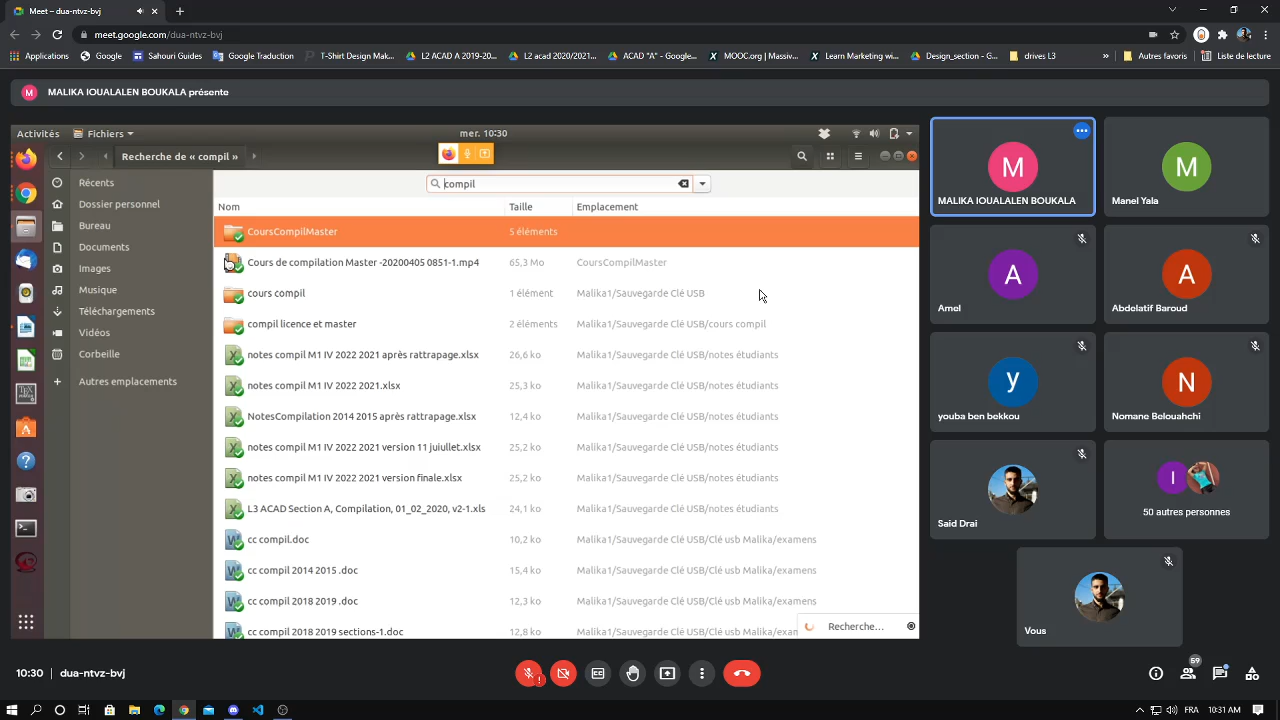 Meet – dua-ntvz-bvj
meet.google.com/dua-ntvz-bvj
Applications
Google
Sahouri Guides
Google Traduction
T-Shirt Design Mast...
L2 ACAD A 2019-20...
L2 acad 2020/2021...
ACAD "A" - Google...
MOOC.org | Massiv...
Learn Marketing wi...
Design_section_G -...
drives L3
»
Autres favoris
Liste de lecture
M
MALIKA IOUALALEN BOUKALA présente
Activités
Fichiers
mer. 10:30
Recherche de « compil »
compil
Récents
Dossier personnel
Bureau
Documents
Images
Musique
Téléchargements
Vidéos
Corbeille
Autres emplacements
Nom Taille Emplacement
CoursCompilMaster 5 éléments
Cours de compilation Master -20200405 0851-1.mp4 65,3 Mo CoursCompilMaster
cours compil 1 élément Malika1/Sauvegarde Clé USB
compil licence et master 2 éléments Malika1/Sauvegarde Clé USB/cours compil
notes compil M1 IV 2022 2021 après rattrapage.xlsx 26,6 ko Malika1/Sauvegarde Clé USB/notes étudiants
notes compil M1 IV 2022 2021.xlsx 25,3 ko Malika1/Sauvegarde Clé USB/notes étudiants
NotesCompilation 2014 2015 après rattrapage.xlsx 12,4 ko Malika1/Sauvegarde Clé USB/notes étudiants
notes compil M1 IV 2022 2021 version 11 juiullet.xlsx 25,2 ko Malika1/Sauvegarde Clé USB/notes étudiants
notes compil M1 IV 2022 2021 version finale.xlsx 25,2 ko Malika1/Sauvegarde Clé USB/notes étudiants
L3 ACAD Section A, Compilation, 01_02_2020, v2-1.xls 24,1 ko Malika1/Sauvegarde Clé USB/notes étudiants
cc compil.doc 10,2 ko Malika1/Sauvegarde Clé USB/Clé usb Malika/examens
cc compil 2014 2015 .doc 15,4 ko Malika1/Sauvegarde Clé USB/Clé usb Malika/examens
cc compil 2018 2019 .doc 12,3 ko Malika1/Sauvegarde Clé USB/Clé usb Malika/examens
cc compil 2018 2019 sections-1.doc 12,8 ko Malika1/Sauvegarde Clé USB/Clé usb Malika/exam
Recherche...
M
MALIKA IOUALALEN BOUKALA
M
Manel Yala
A
Amel
A
Abdelatif Baroud
y
youba ben bekkou
N
Nomane Belouahchi
Said Drai
I
50 autres personnes
Vous
10:30 | dua-ntvz-bvj
59
FRA
10:31 AM